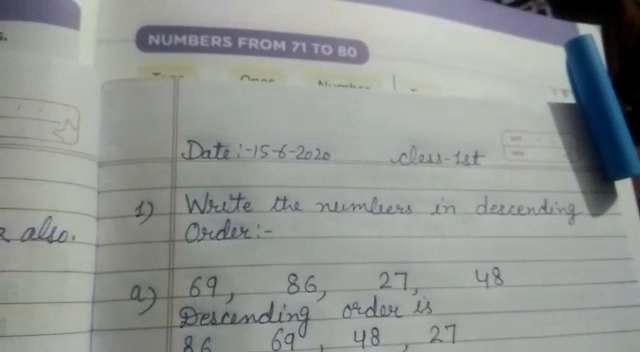 NUMBERS FROM 71 TO 80
Date:-15-6-2020 class-1st
also.
1) Write the numbers in descending
Order:-
a) 69, 86, 27, 48
Descending order is
86 69, 48, 27